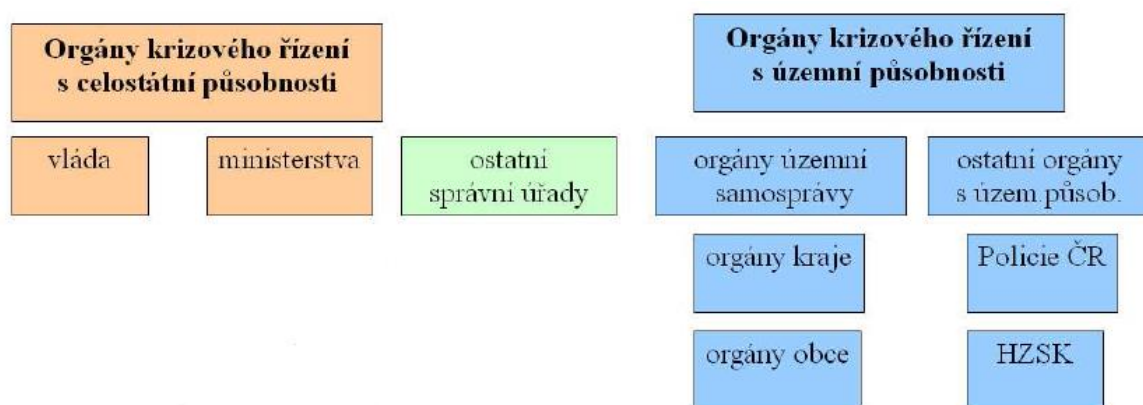 Orgány krizového řízení
s celostátní působnosti
Orgány krizového řízení
s územní působnosti
vláda
ministerstva
ostatní
správní úřady
orgány územní
samosprávy
ostatní orgány
s územ.působ.
orgány kraje
Policie ČR
orgány obce
HZSK